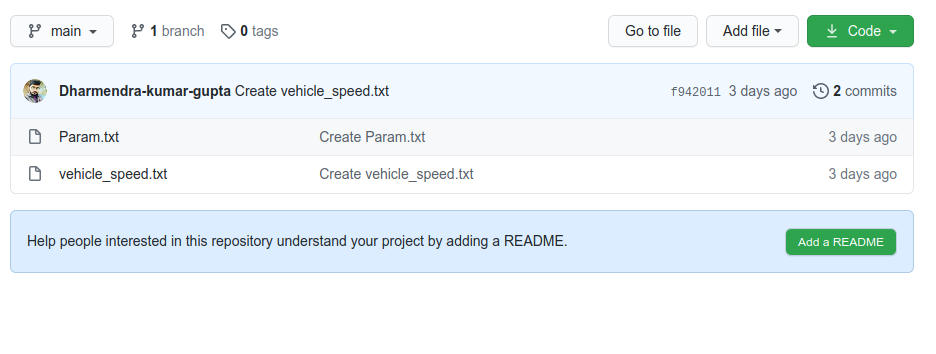 main 1 branch 0 tags Go to file Add file Code
Dharmendra-kumar-gupta Create vehicle_speed.txt f942011 3 days ago 2 commits
Param.txt Create Param.txt 3 days ago
vehicle_speed.txt Create vehicle_speed.txt 3 days ago
Help people interested in this repository understand your project by adding a README. Add a README